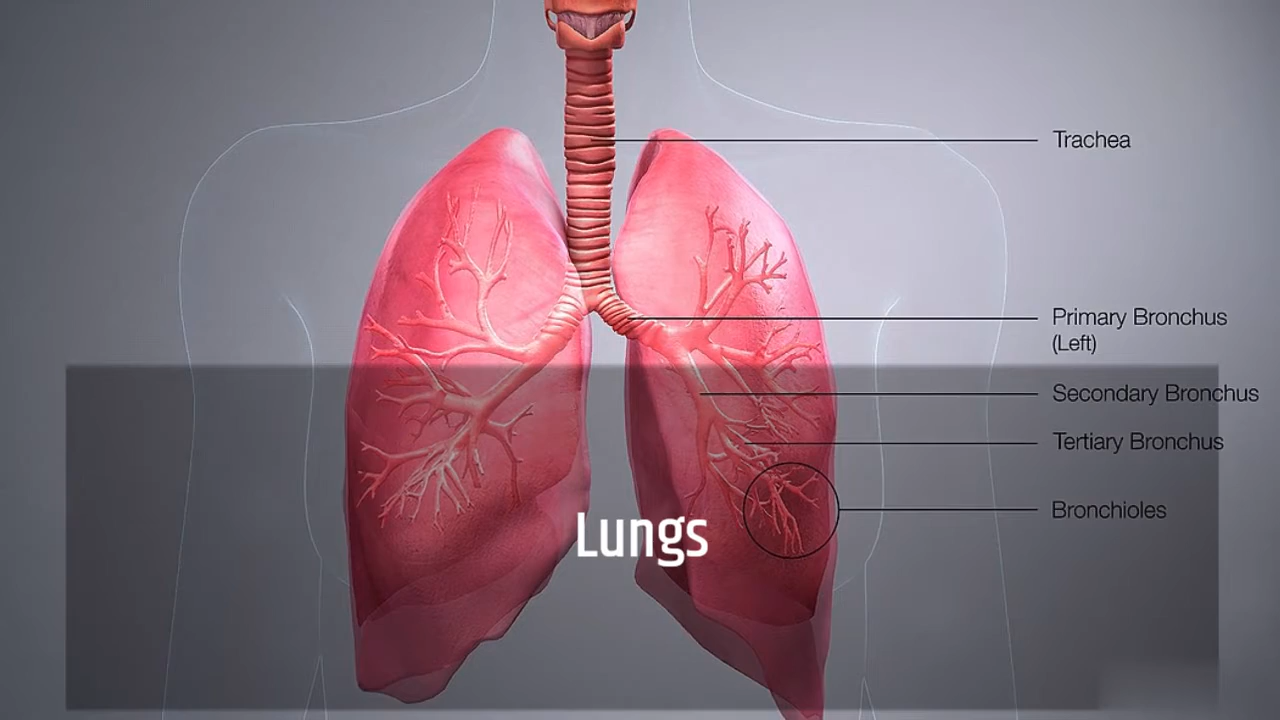 Trachea
Primary Bronchus
(Left)
Secondary Bronchus
Tertiary Bronchus
Bronchioles
Lungs